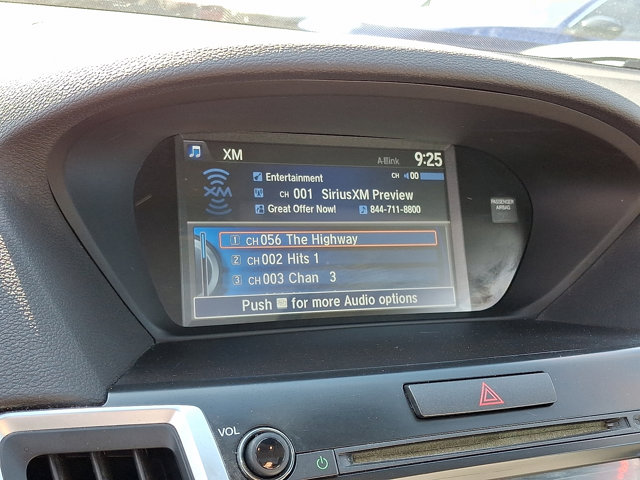 XM A-B link 9:25
Entertainment CH 00
XM CH 001 SiriusXM Preview
Great Offer Now! 844-711-8800
1 CH 056 The Highway
2 CH 002 Hits 1
3 CH 003 Chan 3
Push for more Audio options
PASSENGER
AIRBAG
VOL